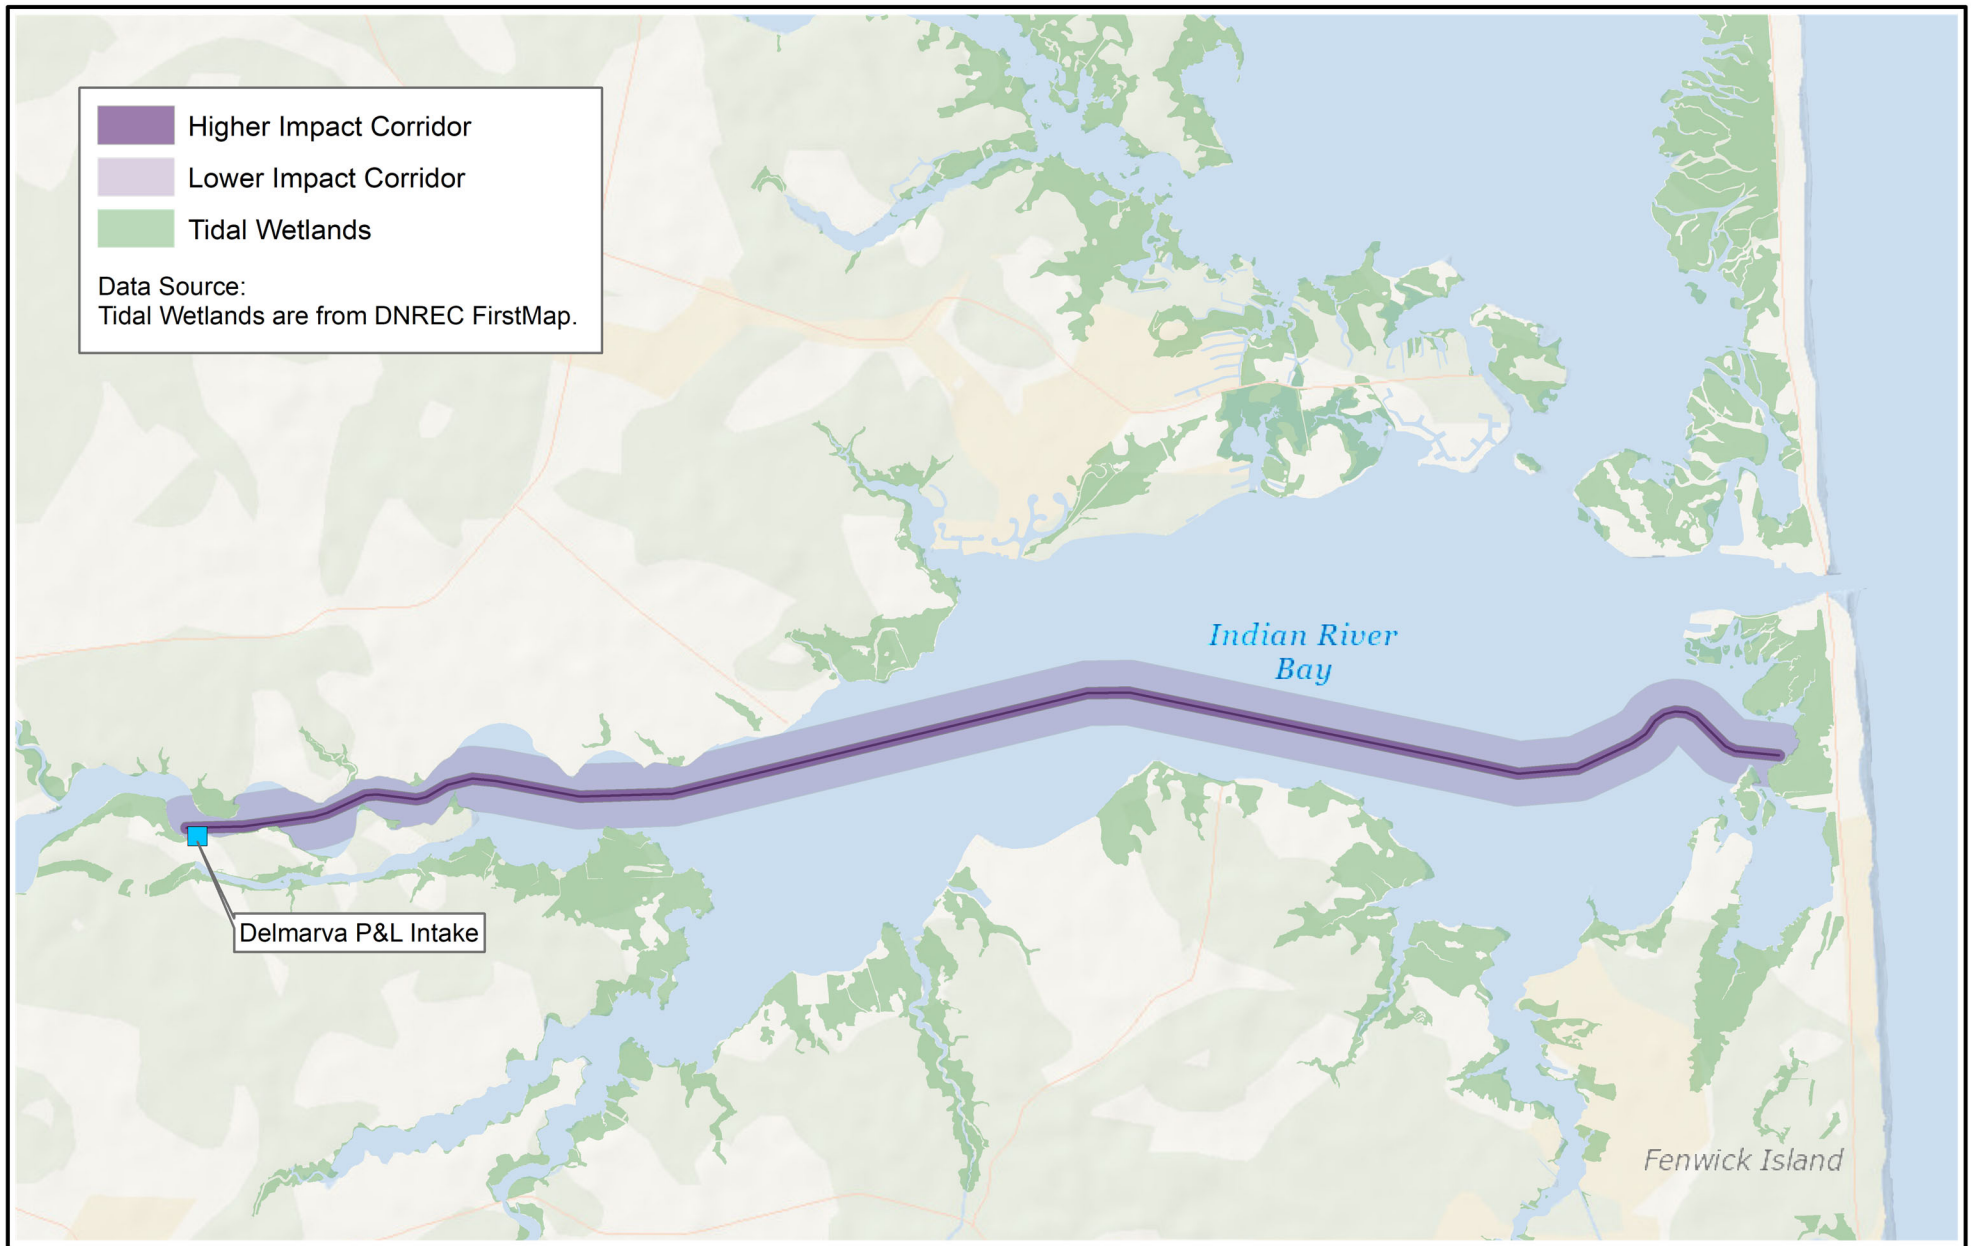 Higher Impact Corridor
Lower Impact Corridor
Tidal Wetlands
Data Source:
Tidal Wetlands are from DNREC FirstMap.
Indian River
Bay
Delmarva P&L Intake
Fenwick Island